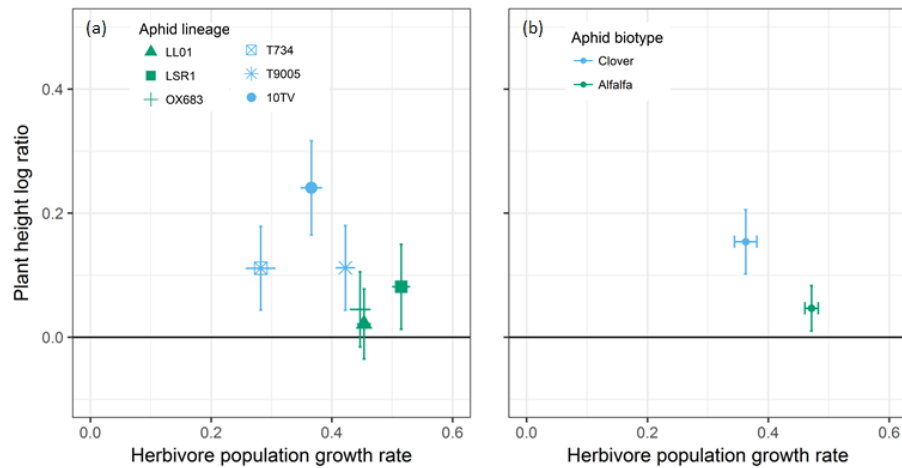 (a)
Aphid lineage
LL01
LSR1
OX683
T734
T9005
10TV
(b)
Aphid biotype
Clover
Alfalfa
Plant height log ratio
0.4
0.2
0.0
0.0 0.2 0.4 0.6
0.0 0.2 0.4 0.6
Herbivore population growth rate
Herbivore population growth rate